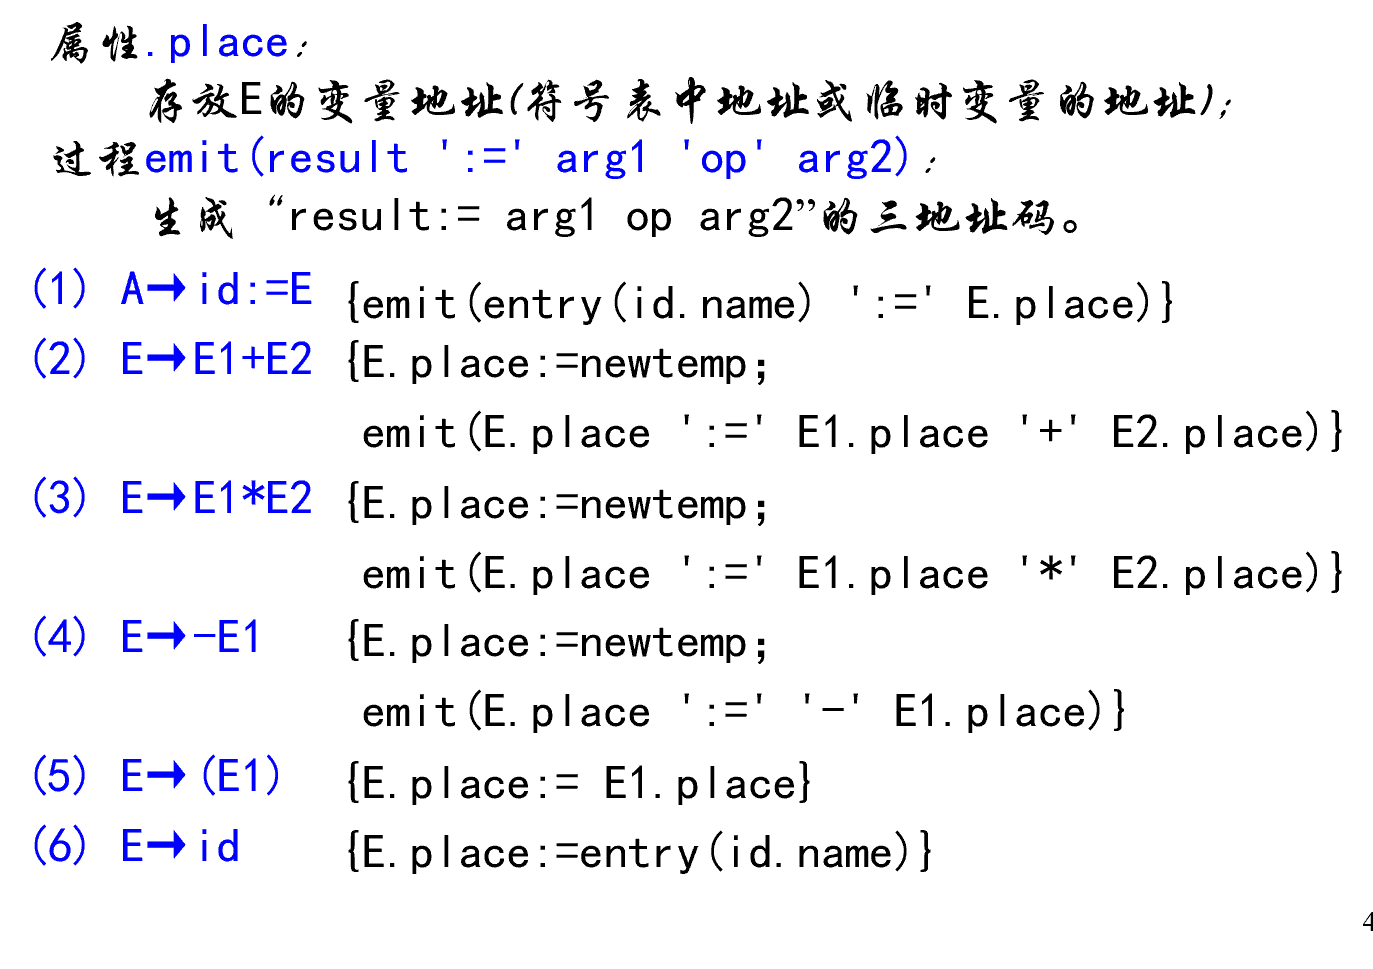 属性.place:
存放E的变量地址(符号表中地址或临时变量的地址);
过程emit(result ':=' arg1 'op' arg2):
生成 “result:= arg1 op arg2”的三地址码。
(1) A→id:=E {emit(entry(id.name) ':=' E.place)}
(2) E→E1+E2 {E.place:=newtemp;
emit(E.place ':=' E1.place '+' E2.place)}
(3) E→E1*E2 {E.place:=newtemp;
emit(E.place ':=' E1.place '*' E2.place)}
(4) E→-E1 {E.place:=newtemp;
emit(E.place ':=' '-' E1.place)}
(5) E→(E1) {E.place:= E1.place}
(6) E→id {E.place:=entry(id.name)}
4